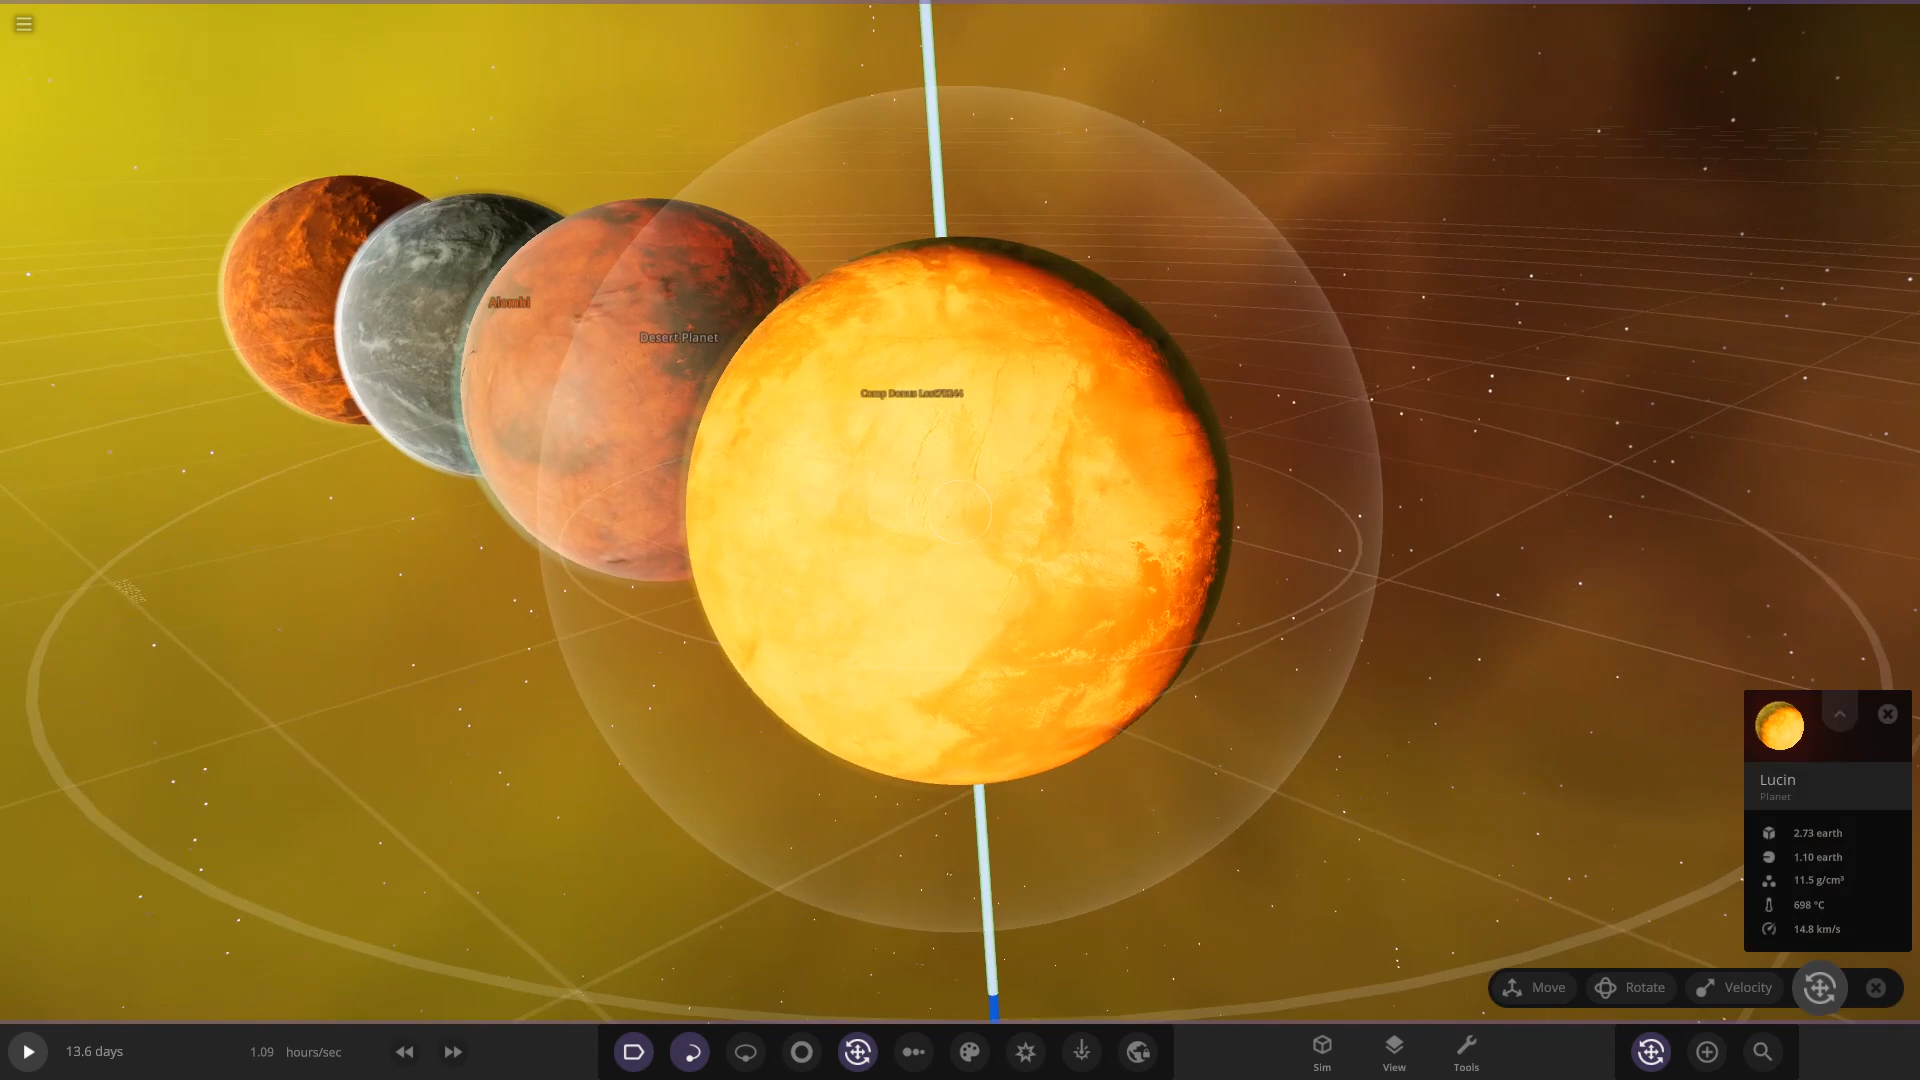 Alombi
Desert Planet
Lucin
Planet
2.73 earth
1.10 earth
11.5 g/cm³
698 °C
14.8 km/s
Move
Rotate
Velocity
13.6 days
1.09 hours/sec
Sim
View
Tools